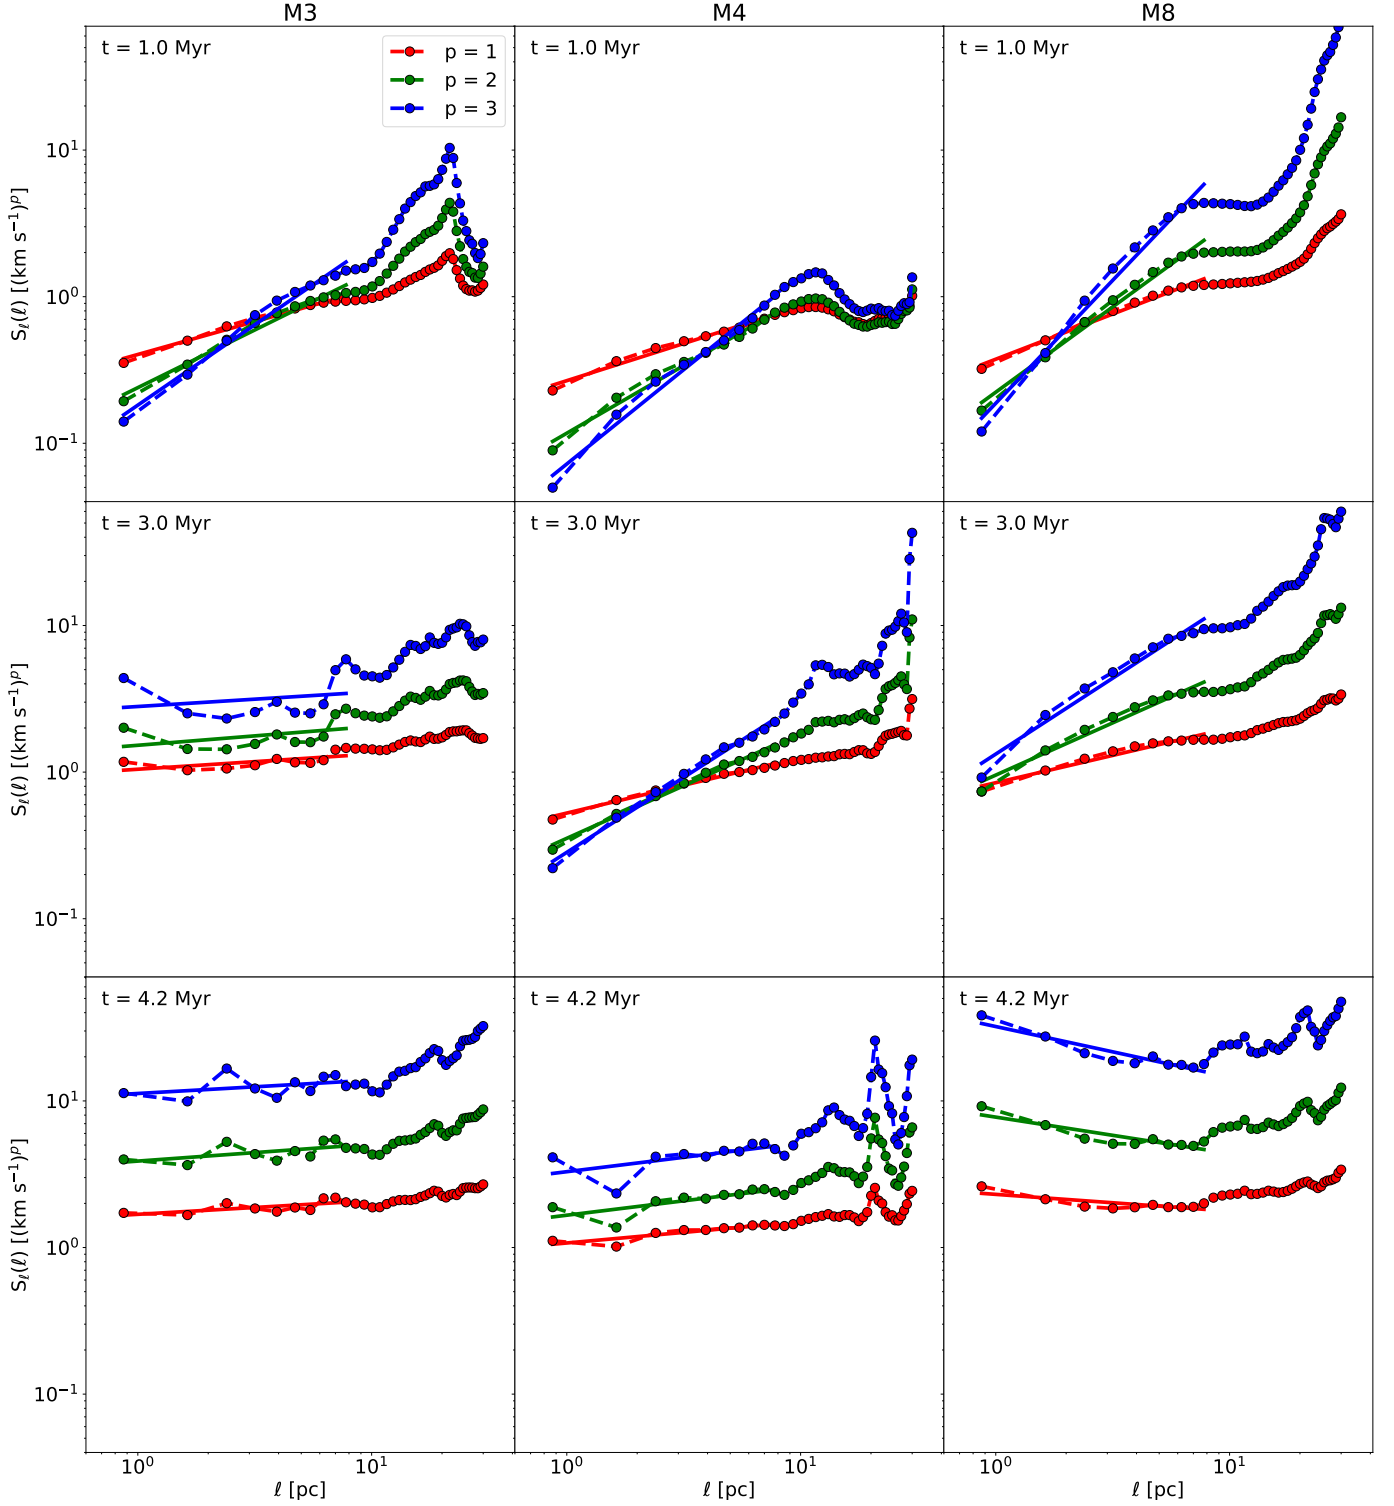 M3 M4 M8
t = 1.0 Myr t = 1.0 Myr t = 1.0 Myr
p = 1
p = 2
p = 3
10¹
10⁰
10⁻¹
Sℓ(ℓ) [(km s⁻¹)ᵖ]
t = 3.0 Myr t = 3.0 Myr t = 3.0 Myr
10¹
10⁰
10⁻¹
Sℓ(ℓ) [(km s⁻¹)ᵖ]
t = 4.2 Myr t = 4.2 Myr t = 4.2 Myr
10¹
10⁰
10⁻¹
Sℓ(ℓ) [(km s⁻¹)ᵖ]
10⁰ 10¹ 10⁰ 10¹ 10⁰ 10¹
ℓ [pc] ℓ [pc] ℓ [pc]